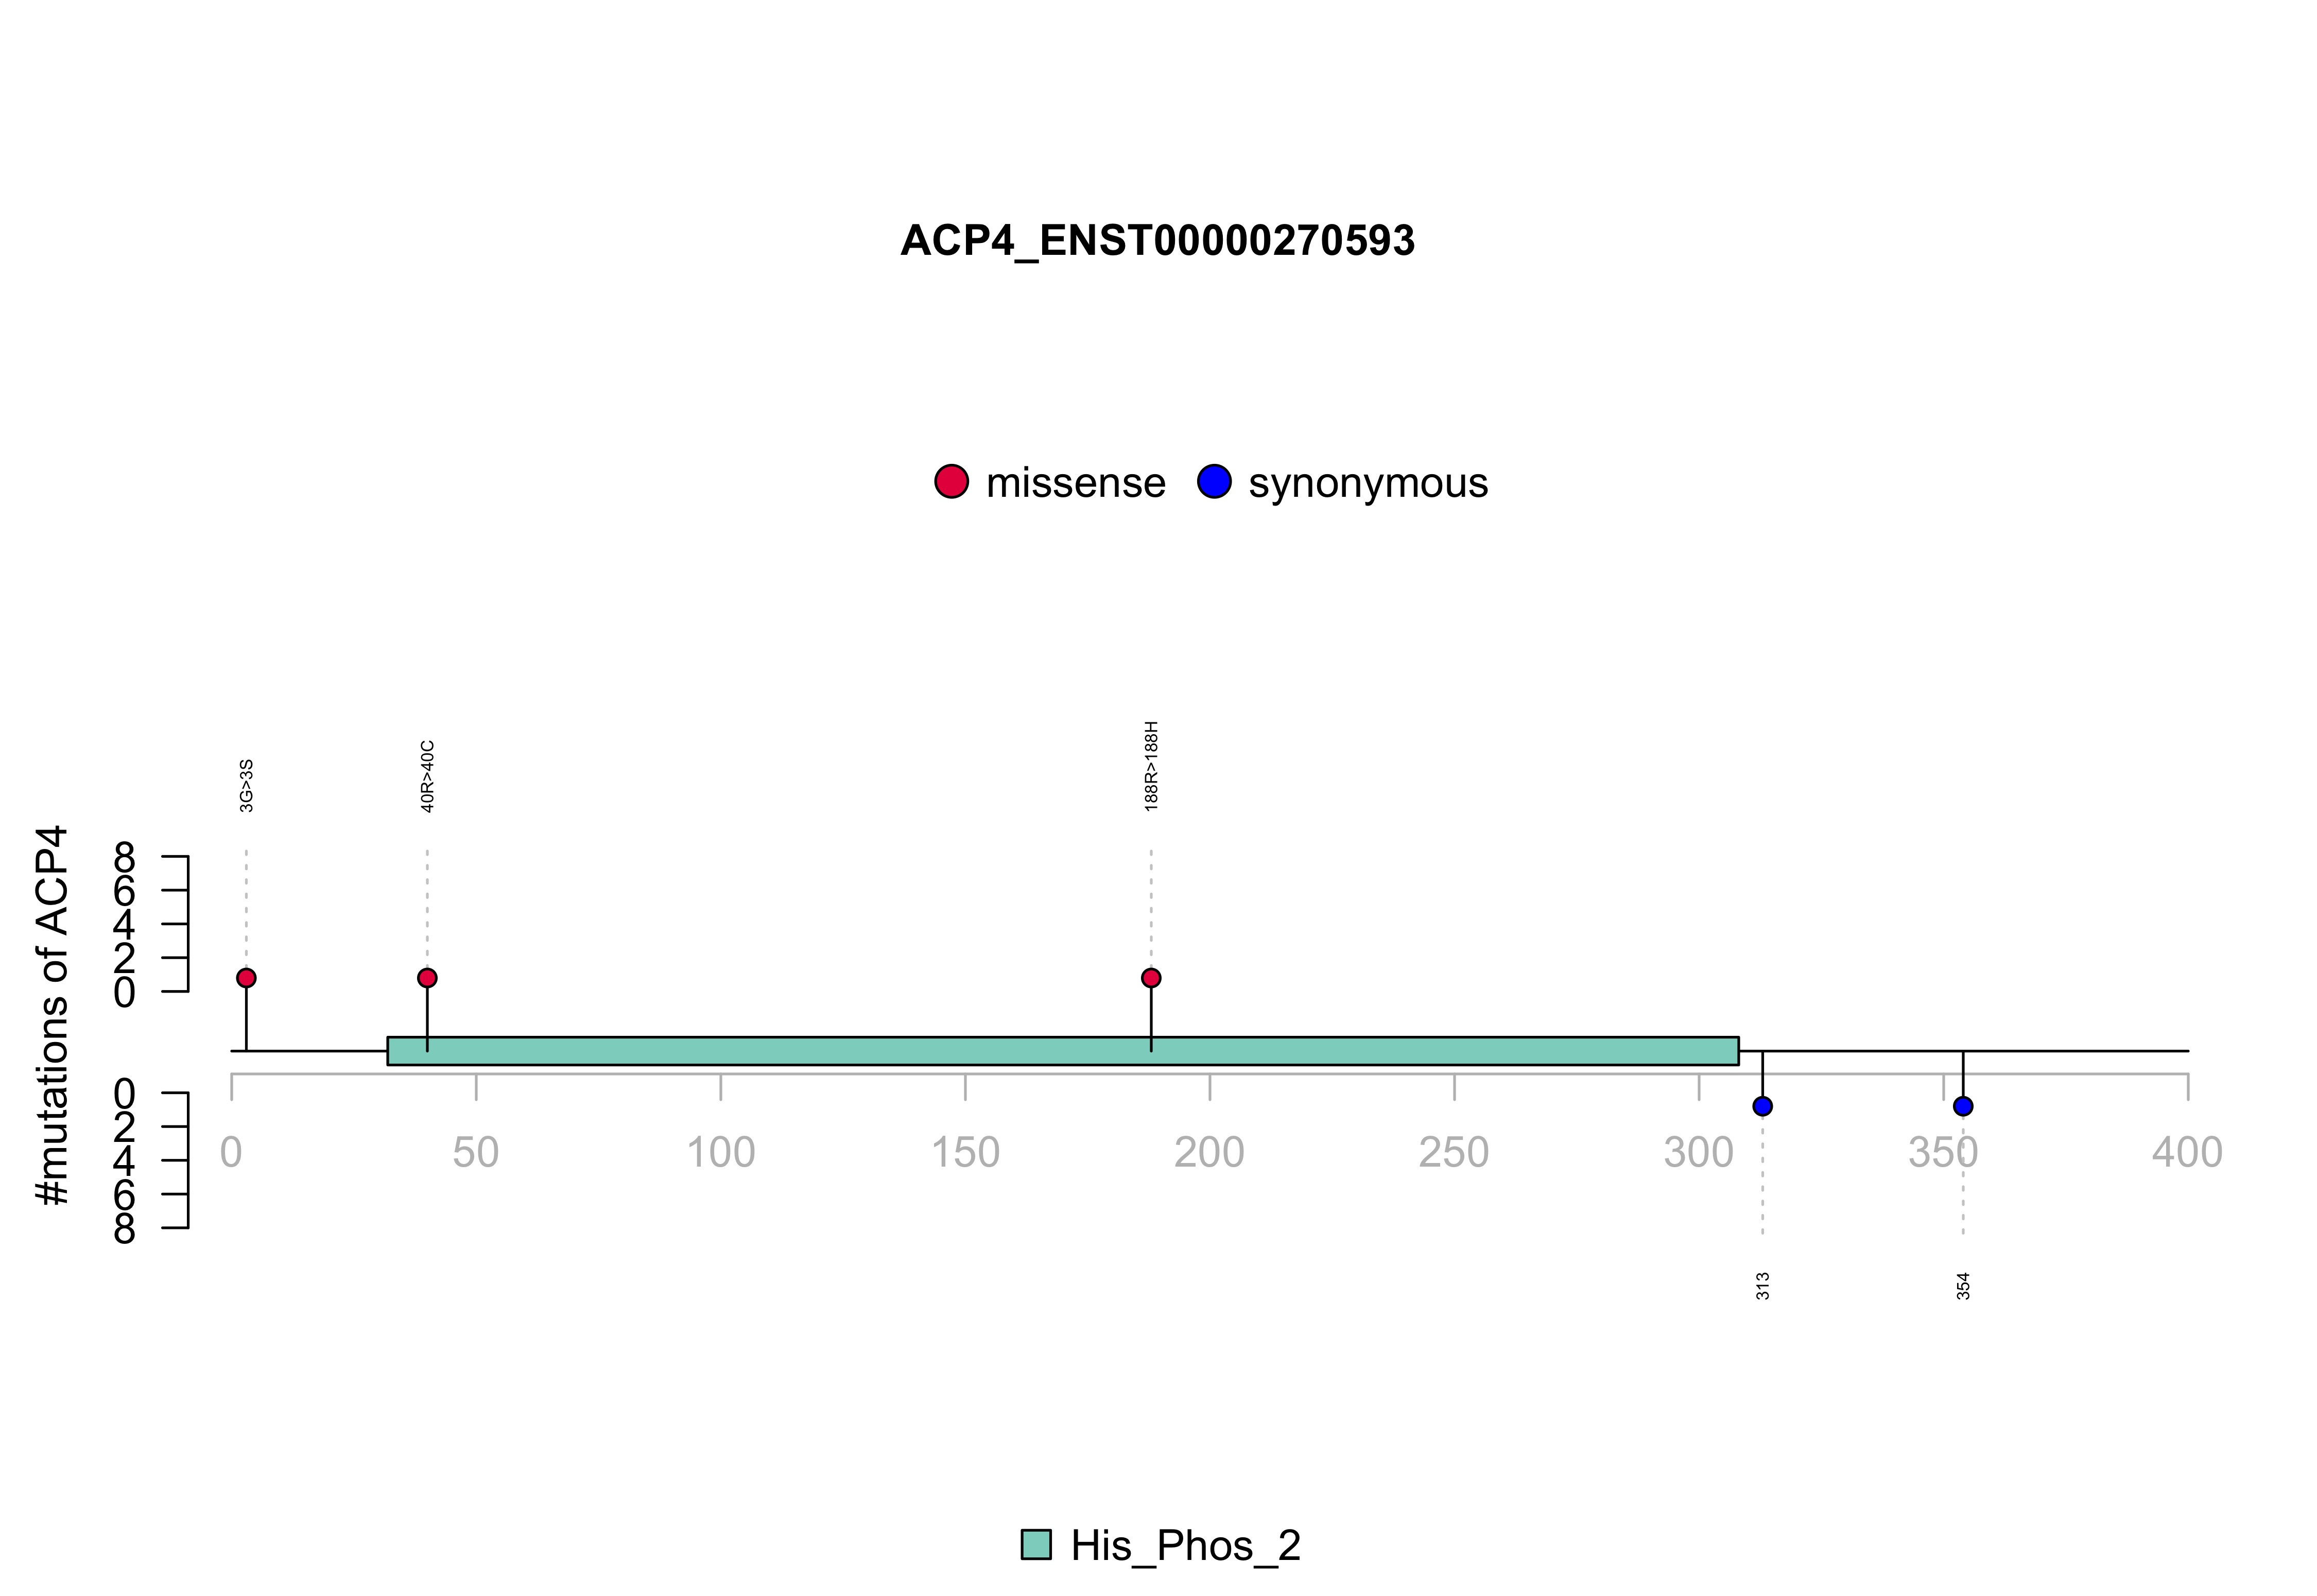 ACP4_ENST00000270593
missense synonymous
3G>3S
40R>40C
188R>188H
#mutations of ACP4
8
6
4
2
0
0
2
4
6
8
0 50 100 150 200 250 300 350 400
313
354
His_Phos_2